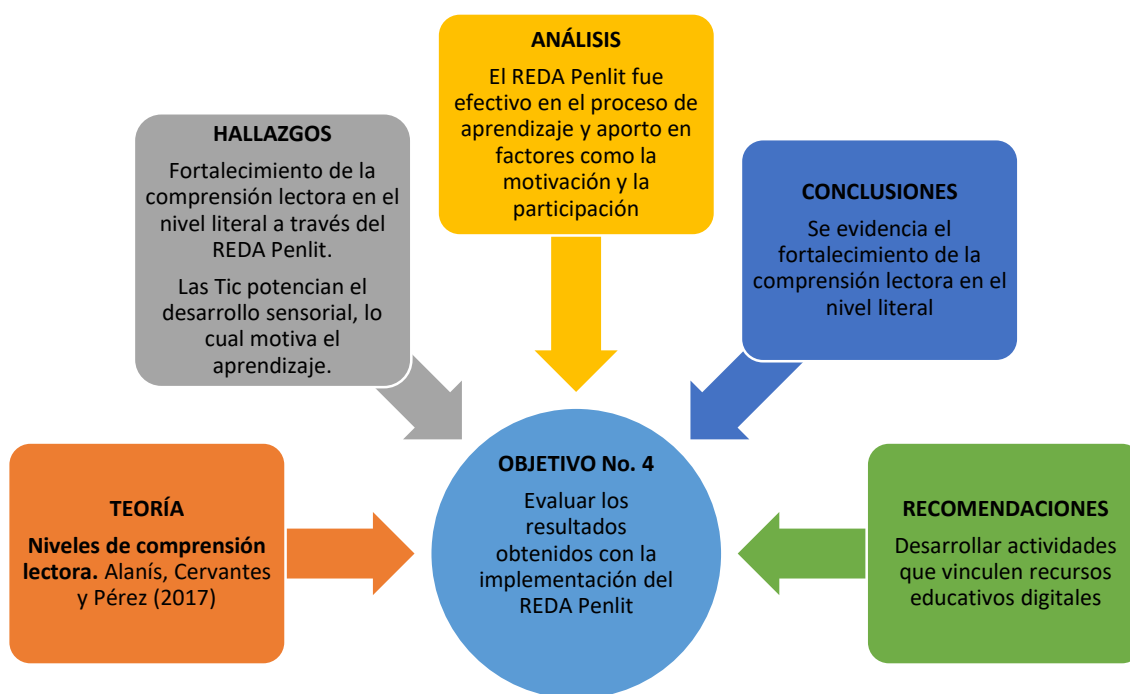 ANÁLISIS
El REDA Penlit fue
efectivo en el proceso de
aprendizaje y aporto en
factores como la
motivación y la
participación
HALLAZGOS
Fortalecimiento de la
comprensión lectora en el
nivel literal a través del
REDA Penlit.
Las Tic potencian el
desarrollo sensorial, lo
cual motiva el
aprendizaje.
CONCLUSIONES
Se evidencia el
fortalecimiento de la
comprensión lectora en el
nivel literal
TEORÍA
Niveles de comprensión
lectora. Alanís, Cervantes
y Pérez (2017)
OBJETIVO No. 4
Evaluar los
resultados
obtenidos con la
implementación del
REDA Penlit
RECOMENDACIONES
Desarrollar actividades
que vinculen recursos
educativos digitales